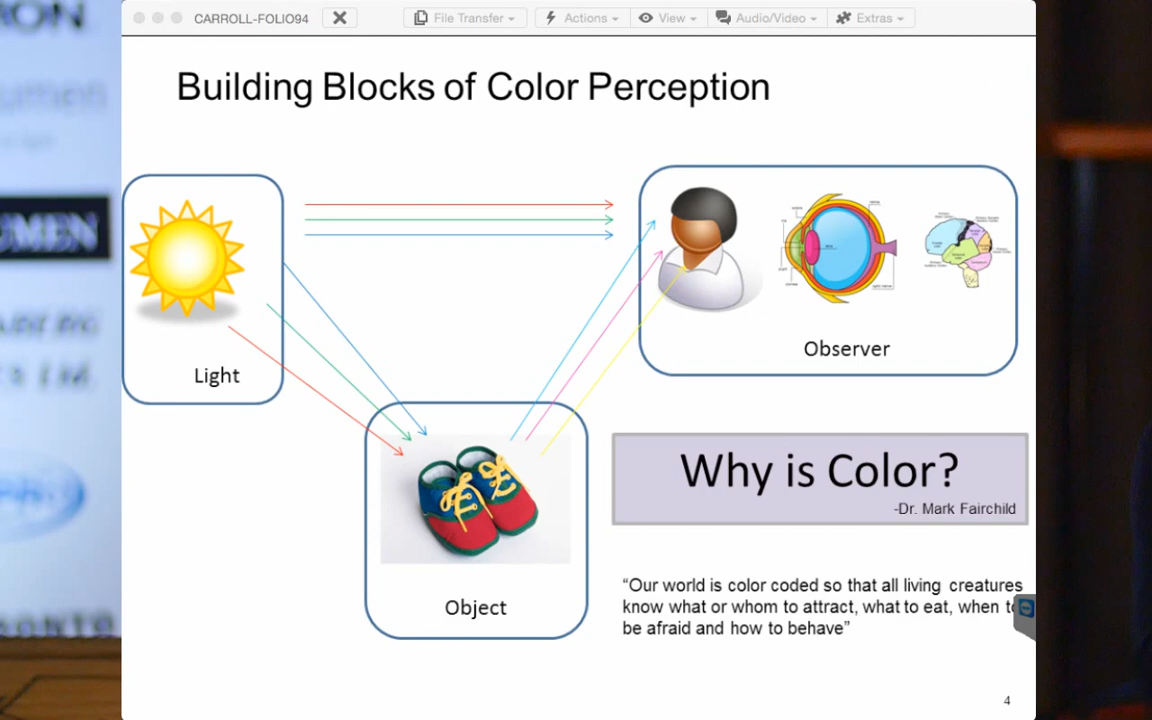 CARROLL-FOLIO94
File Transfer
Actions
View
Audio/Video
Extras
Building Blocks of Color Perception
Light
Observer
Object
Why is Color?
-Dr. Mark Fairchild
“Our world is color coded so that all living creatures
know what or whom to attract, what to eat, when to
be afraid and how to behave”
4